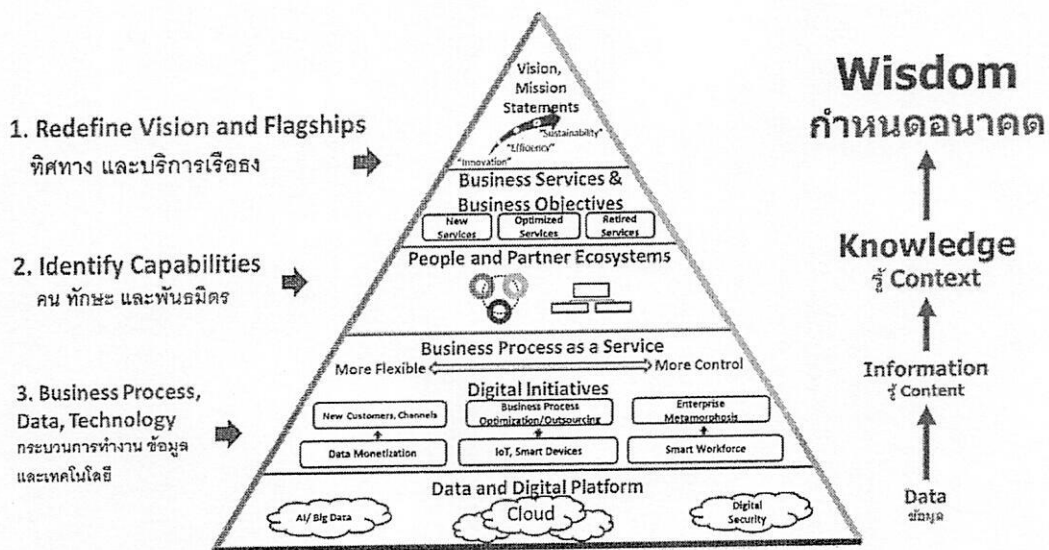 1. Redefine Vision and Flagships
ทิศทาง และบริการเรือธง
2. Identify Capabilities
คน ทักษะ และพันธมิตร
3. Business Process,
Data, Technology
กระบวนการทำงาน ข้อมูล
และเทคโนโลยี
Vision,
Mission
Statements
"Sustainability"
"Efficiency"
"Innovation"
Business Services &
Business Objectives
New
Services
Optimized
Services
Retired
Services
People and Partner Ecosystems
Business Process as a Service
More Flexible
More Control
Digital Initiatives
New Customers, Channels
Business Process
Optimization/Outsourcing
Enterprise
Metamorphosis
Data Monetization
IoT, Smart Devices
Smart Workforce
Data and Digital Platform
AI/ Big Data
Cloud
Digital
Security
Wisdom
กำหนดอนาคต
Knowledge
รู้ Context
Information
รู้ Content
Data
ข้อมูล